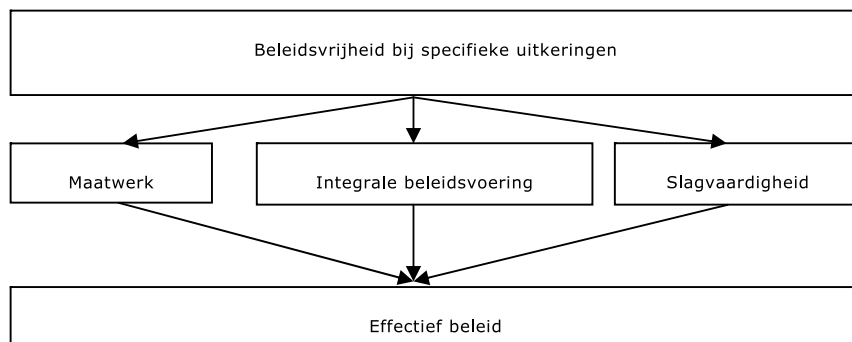 Beleidsvrijheid bij specifieke uitkeringen
Maatwerk
Integrale beleidsvoering
Slagvaardigheid
Effectief beleid